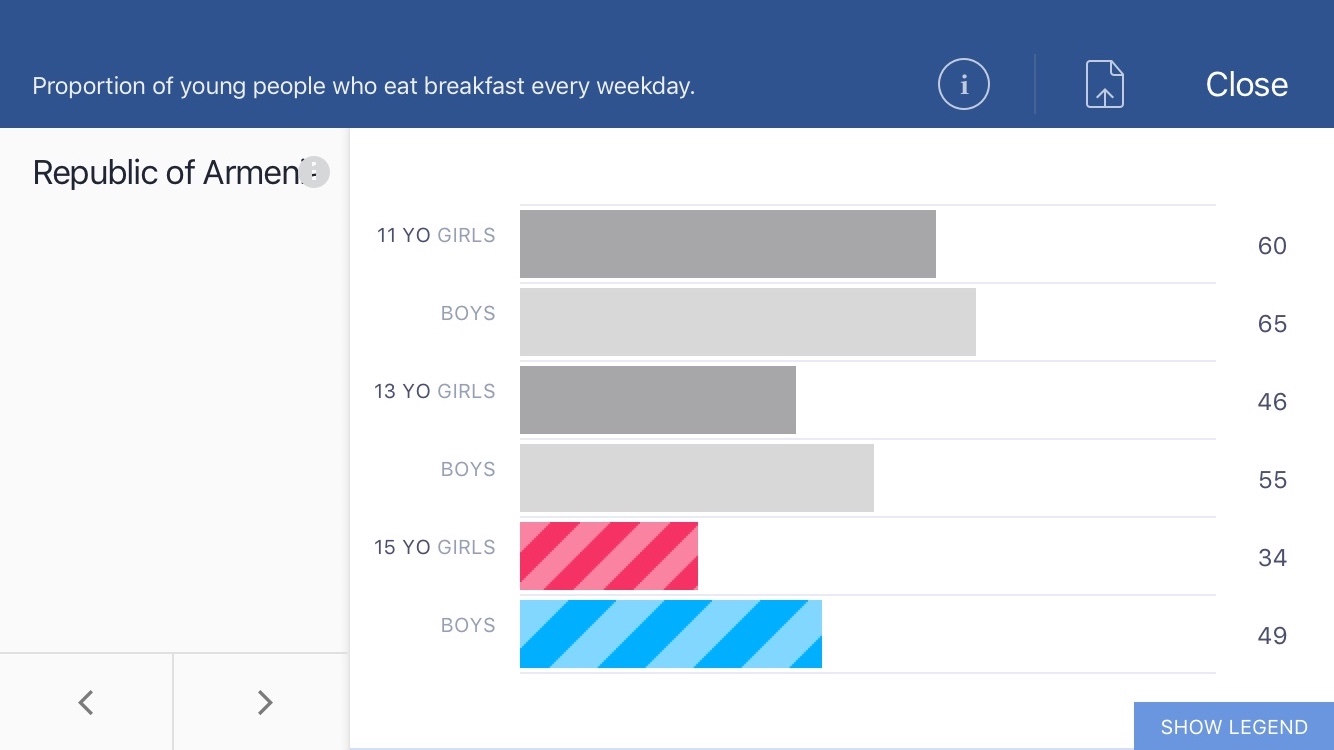 Proportion of young people who eat breakfast every weekday.
i
Close
Republic of
11 YO GIRLS
60
BOYS
65
13 YO GIRLS
46
BOYS
55
15 YO GIRLS
34
BOYS
49
SHOW LEGEND